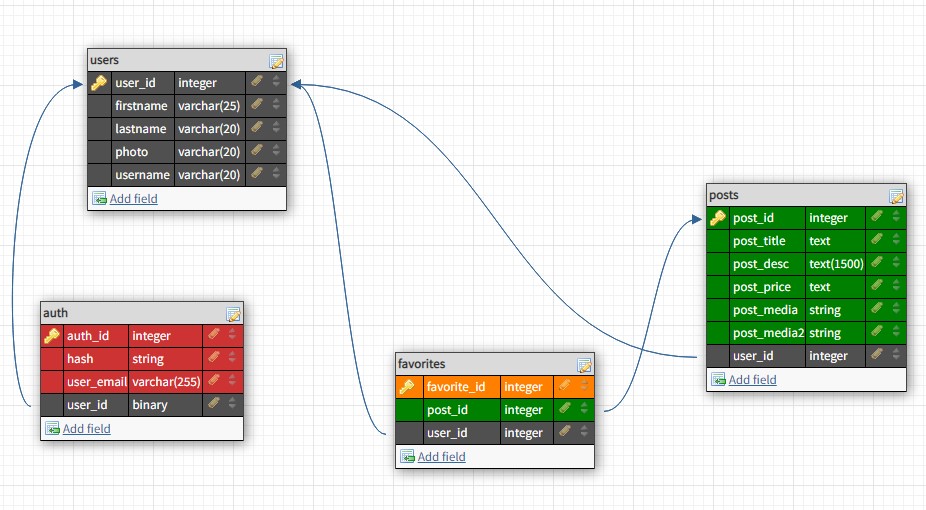 users
user_id integer
firstname varchar(25)
lastname varchar(20)
photo varchar(20)
username varchar(20)
Add field
posts
post_id integer
post_title text
post_desc text(1500)
post_price text
post_media string
post_media2 string
user_id integer
Add field
auth
auth_id integer
hash string
user_email varchar(255)
user_id binary
Add field
favorites
favorite_id integer
post_id integer
user_id integer
Add field